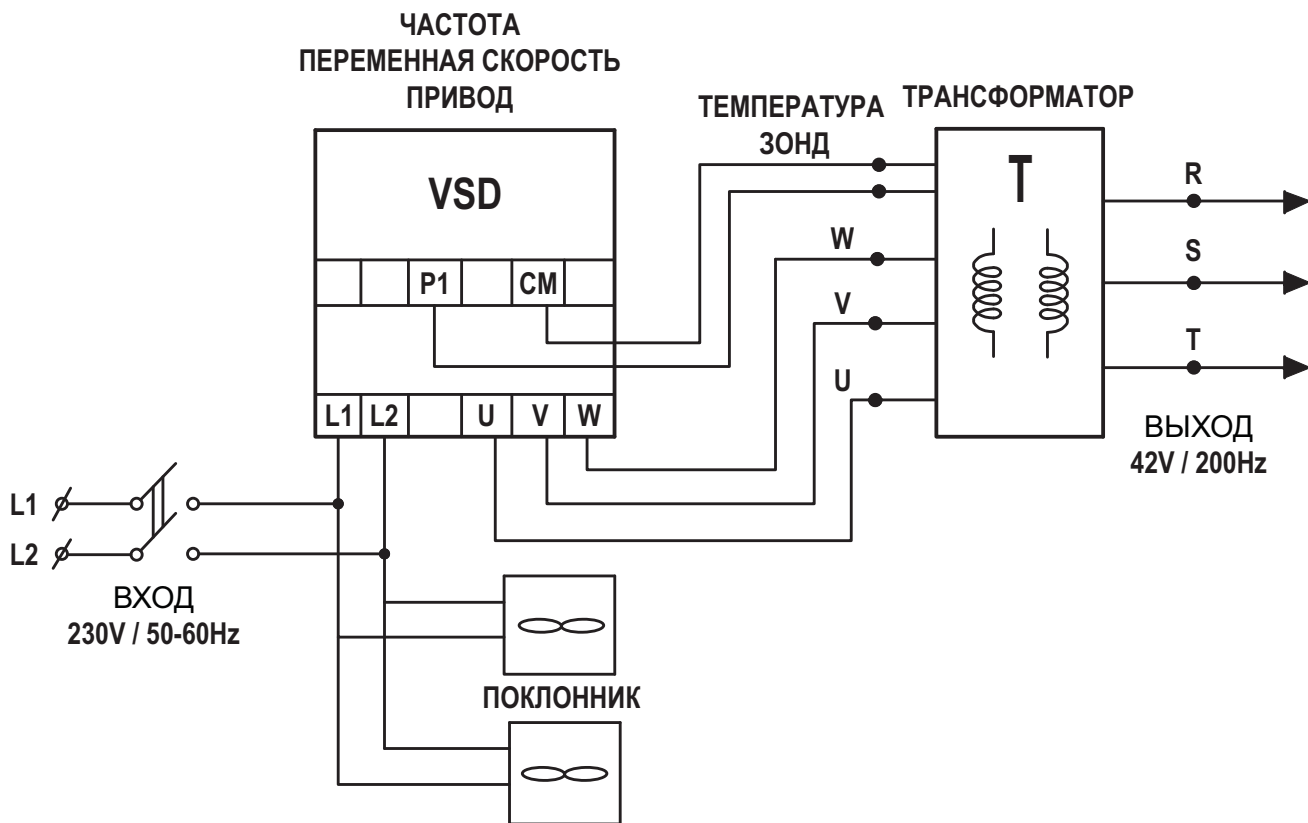 ЧАСТОТА
ПЕРЕМЕННАЯ СКОРОСТЬ
ПРИВОД
ТЕМПЕРАТУРА
ЗОНД
ТРАНСФОРМАТОР
VSD
T
R
W
S
P1 CM
V
T
U
L1 L2 U V W
ВЫХОД
42V / 200Hz
L1
L2
ВХОД
230V / 50-60Hz
ПОКЛОННИК